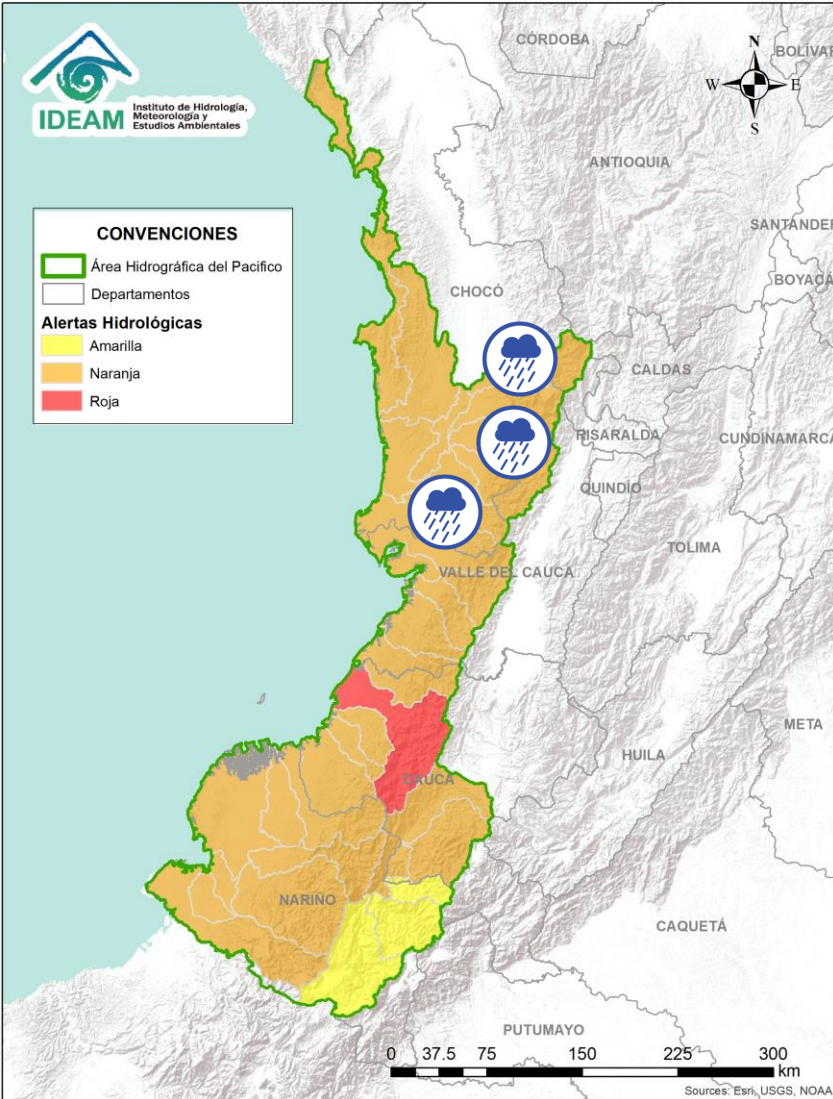 IDEAM
Instituto de Hidrología,
Meteorología y
Estudios Ambientales
N
W
E
S
CÓRDOBA
BOLÍVAR
ANTIOQUIA
SANTANDER
BOYACÁ
CHOCÓ
CALDAS
RISARALDA
CUNDINAMARCA
QUINDÍO
TOLIMA
VALLE DEL CAUCA
META
HUILA
CAUCA
NARIÑO
CAQUETÁ
PUTUMAYO
CONVENCIONES
Área Hidrográfica del Pacifico
Departamentos
Alertas Hidrológicas
Amarilla
Naranja
Roja
0 37.5 75 150 225 300
km
Sources: Esri, USGS, NOAA